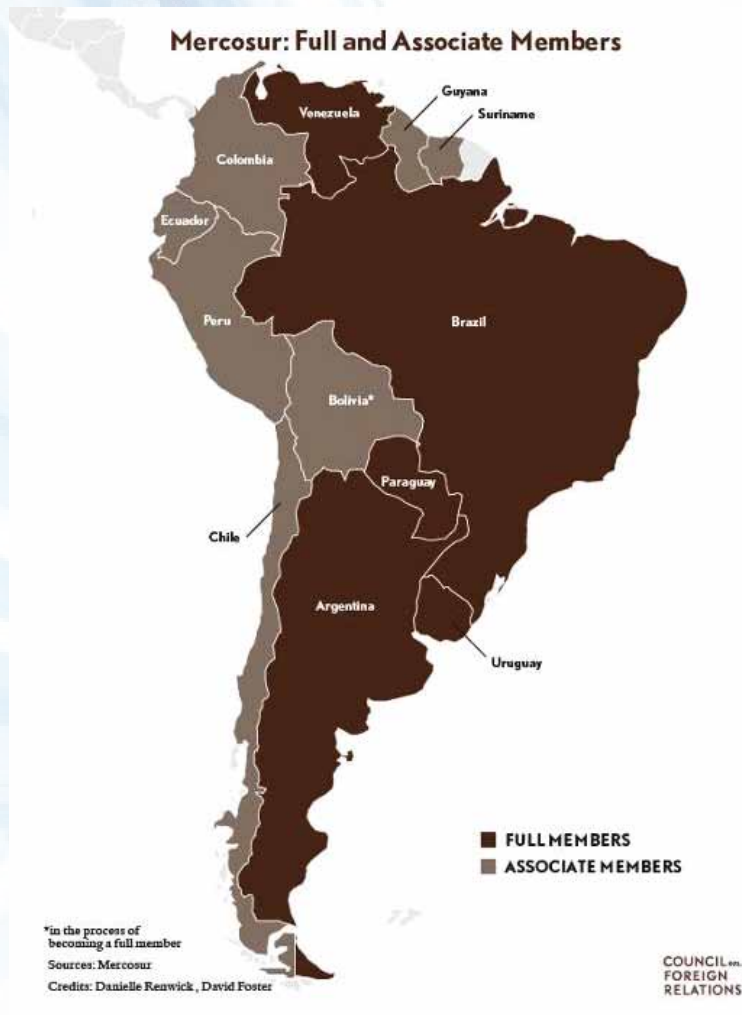 Mercosur: Full and Associate Members
Guyana
Venezuela
Suriname
Colombia
Ecuador
Peru
Brazil
Bolivia*
Paraguay
Chile
Argentina
Uruguay
FULL MEMBERS
ASSOCIATE MEMBERS
*in the process of
becoming a full member
Sources: Mercosur
Credits: Danielle Renwick, David Foster
COUNCIL on
FOREIGN
RELATIONS